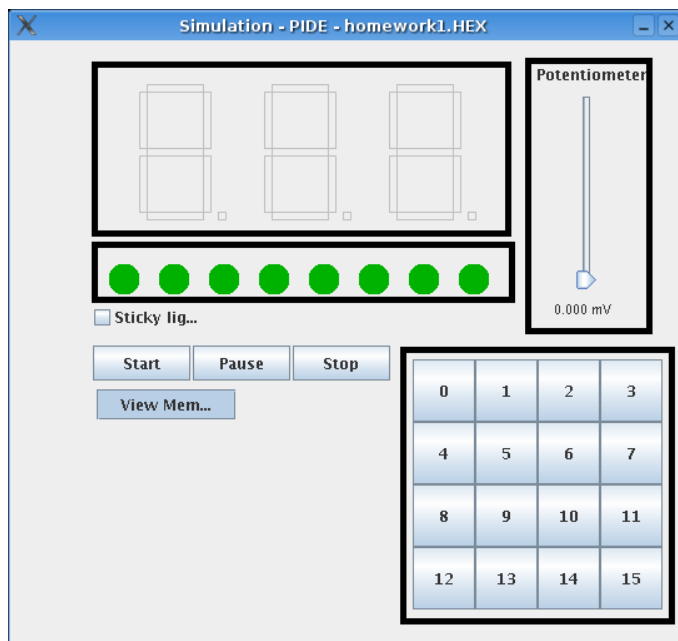 Simulation - PIDE - homework1.HEX
Potentiometer
0.000 mV
Sticky lig...
Start Pause Stop
View Mem...
0 1 2 3
4 5 6 7
8 9 10 11
12 13 14 15